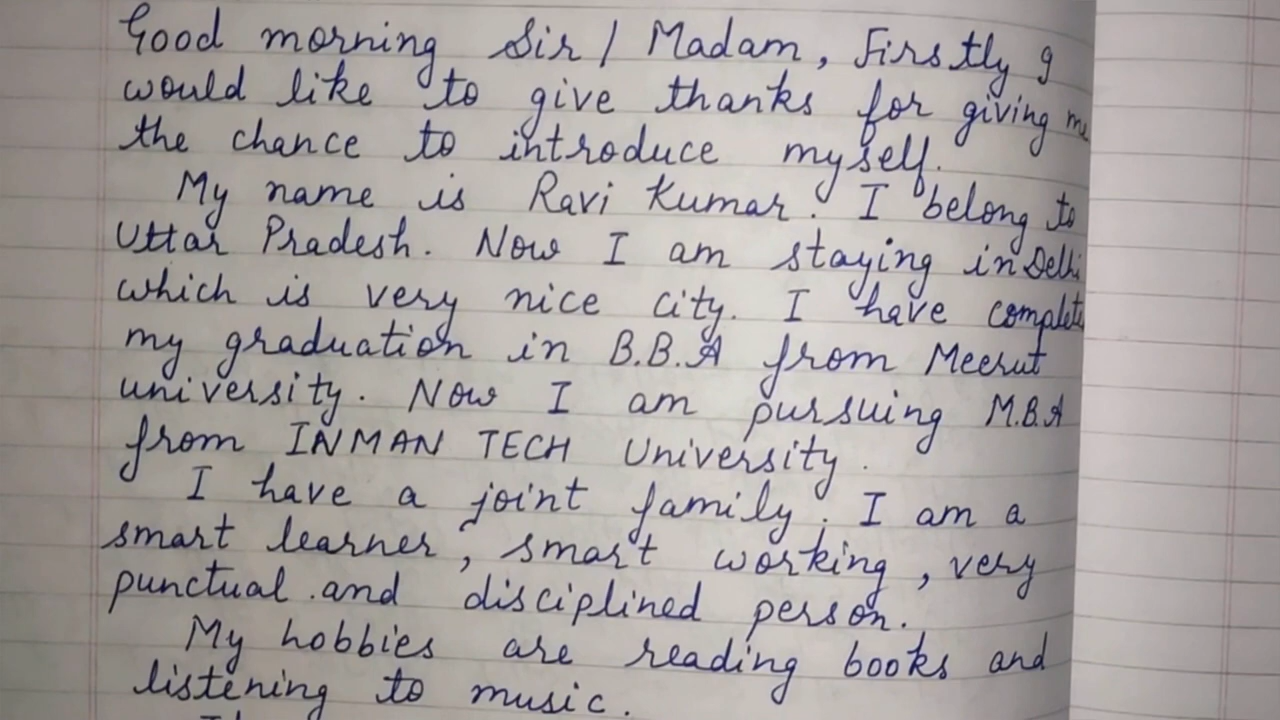 Good morning Sir / Madam, Firstly I
would like to give thanks for giving me
the chance to introduce myself.
My name is Ravi Kumar. I belong to
Uttar Pradesh. Now I am staying in Delhi
which is very nice city. I have complete
my graduation in B.B.A from Meerut
university. Now I am pursuing M.B.A
from INMAN TECH University.
I have a joint family. I am a
smart learner, smart working, very
punctual and disciplined person.
My hobbies are reading books and
listening to music.